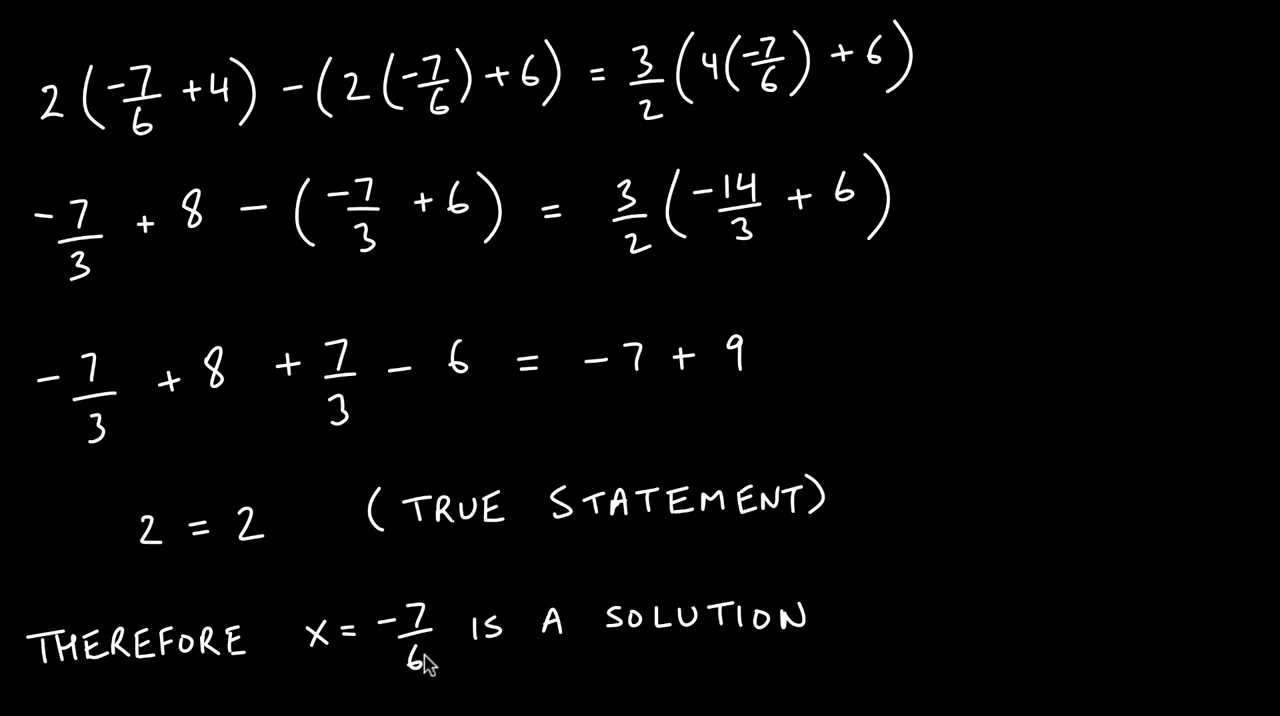 2(-7/6 + 4) - (2(-7/6) + 6) = 3/2(4(-7/6) + 6)
-7/3 + 8 - (-7/3 + 6) = 3/2(-14/3 + 6)
-7/3 + 8 + 7/3 - 6 = -7 + 9
2 = 2 (TRUE STATEMENT)
THEREFORE x = -7/6 IS A SOLUTION